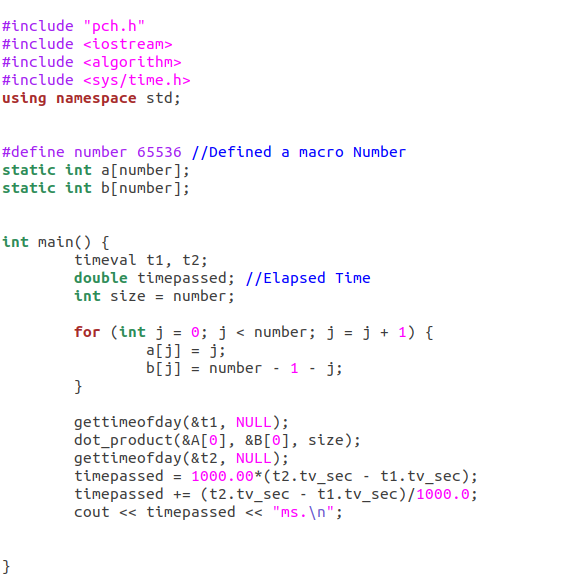 #include "pch.h"
#include <iostream>
#include <algorithm>
#include <sys/time.h>
using namespace std;
#define number 65536 //Defined a macro Number
static int a[number];
static int b[number];
int main() {
timeval t1, t2;
double timepassed; //Elapsed Time
int size = number;
for (int j = 0; j < number; j = j + 1) {
a[j] = j;
b[j] = number - 1 - j;
}
gettimeofday(&t1, NULL);
dot_product(&A[0], &B[0], size);
gettimeofday(&t2, NULL);
timepassed = 1000.00*(t2.tv_sec - t1.tv_sec);
timepassed += (t2.tv_sec - t1.tv_sec)/1000.0;
cout << timepassed << "ms.\n";
}